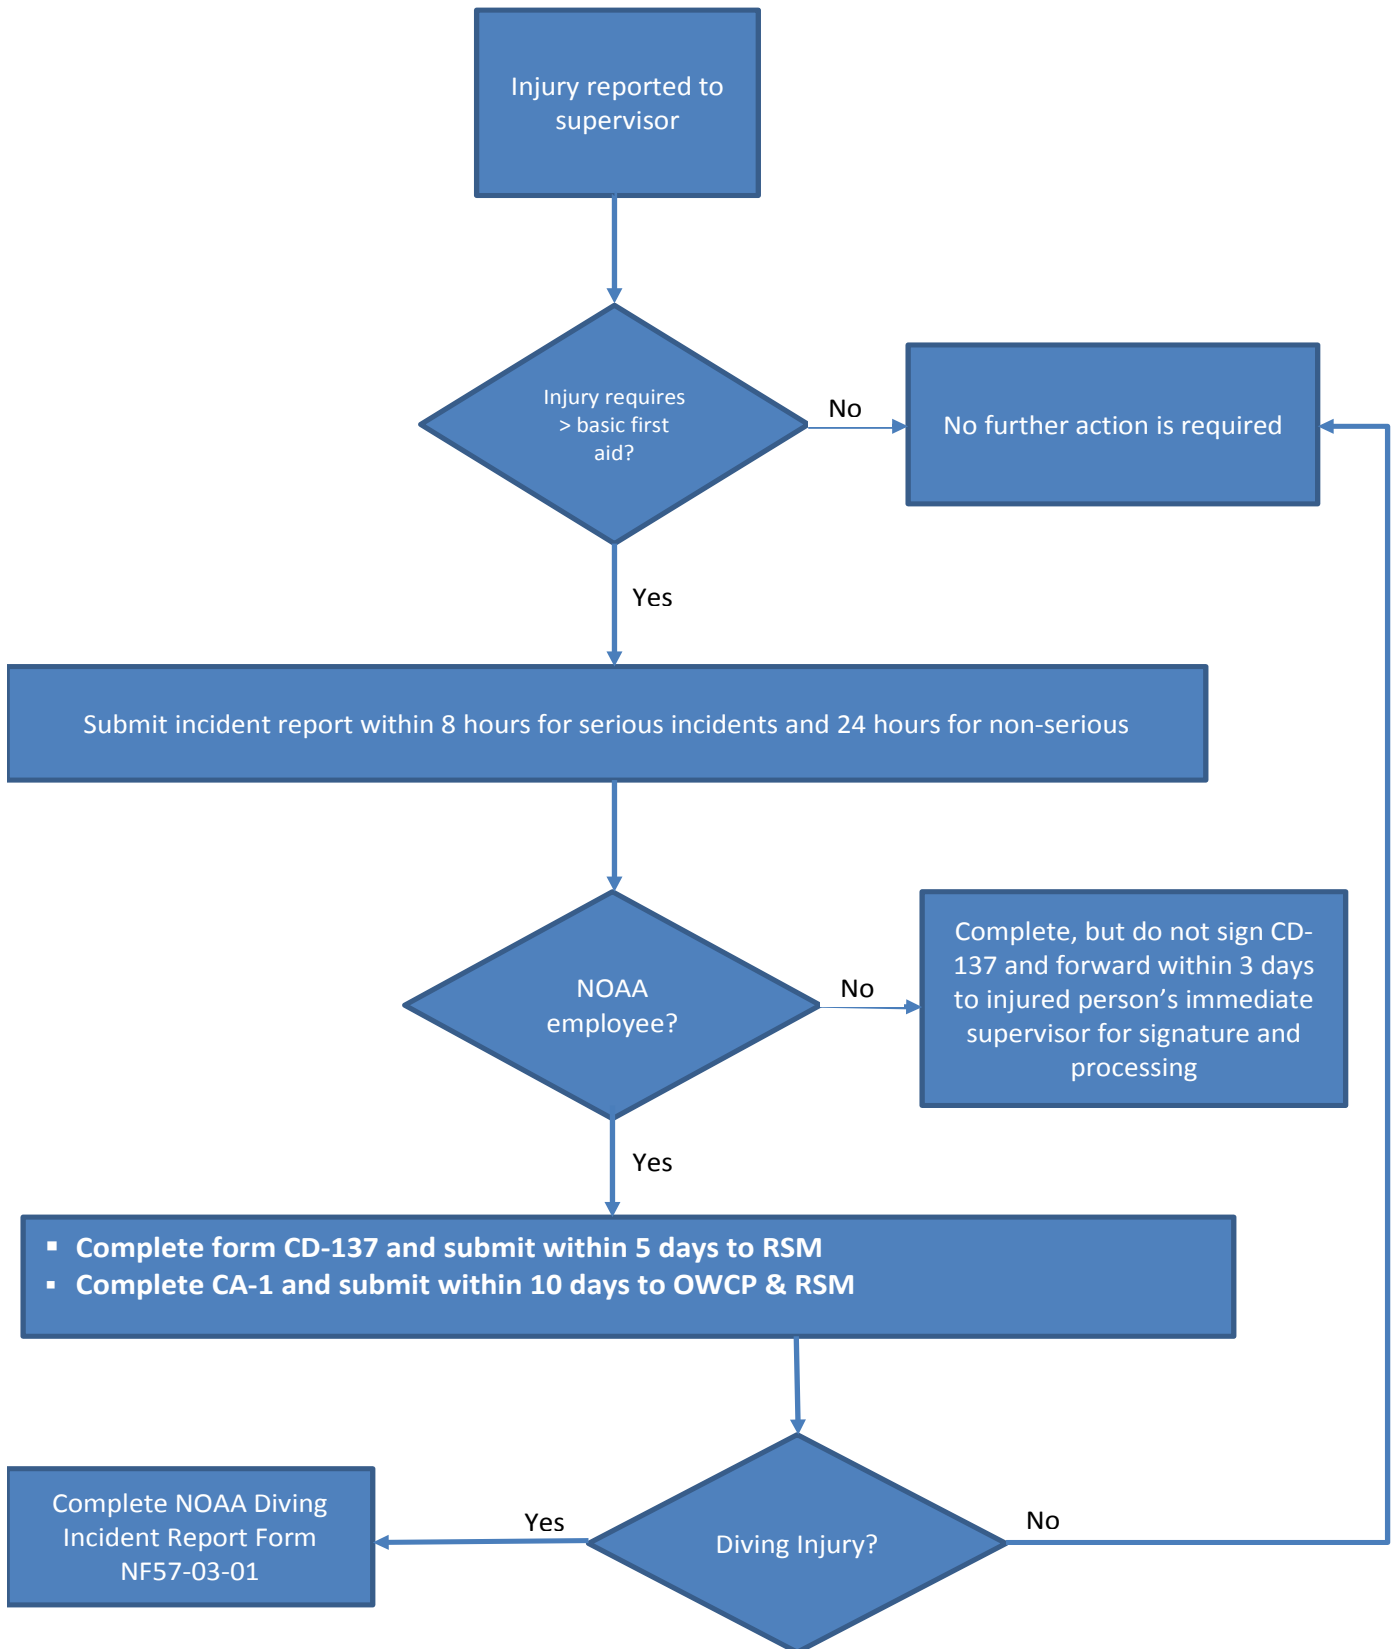 Injury reported to
supervisor
Injury requires
> basic first
aid?
No
No further action is required
Yes
Submit incident report within 8 hours for serious incidents and 24 hours for non-serious
NOAA
employee?
No
Complete, but do not sign CD-
137 and forward within 3 days
to injured person’s immediate
supervisor for signature and
processing
Yes
▪ Complete form CD-137 and submit within 5 days to RSM
▪ Complete CA-1 and submit within 10 days to OWCP & RSM
Complete NOAA Diving
Incident Report Form
NF57-03-01
Yes
Diving Injury?
No